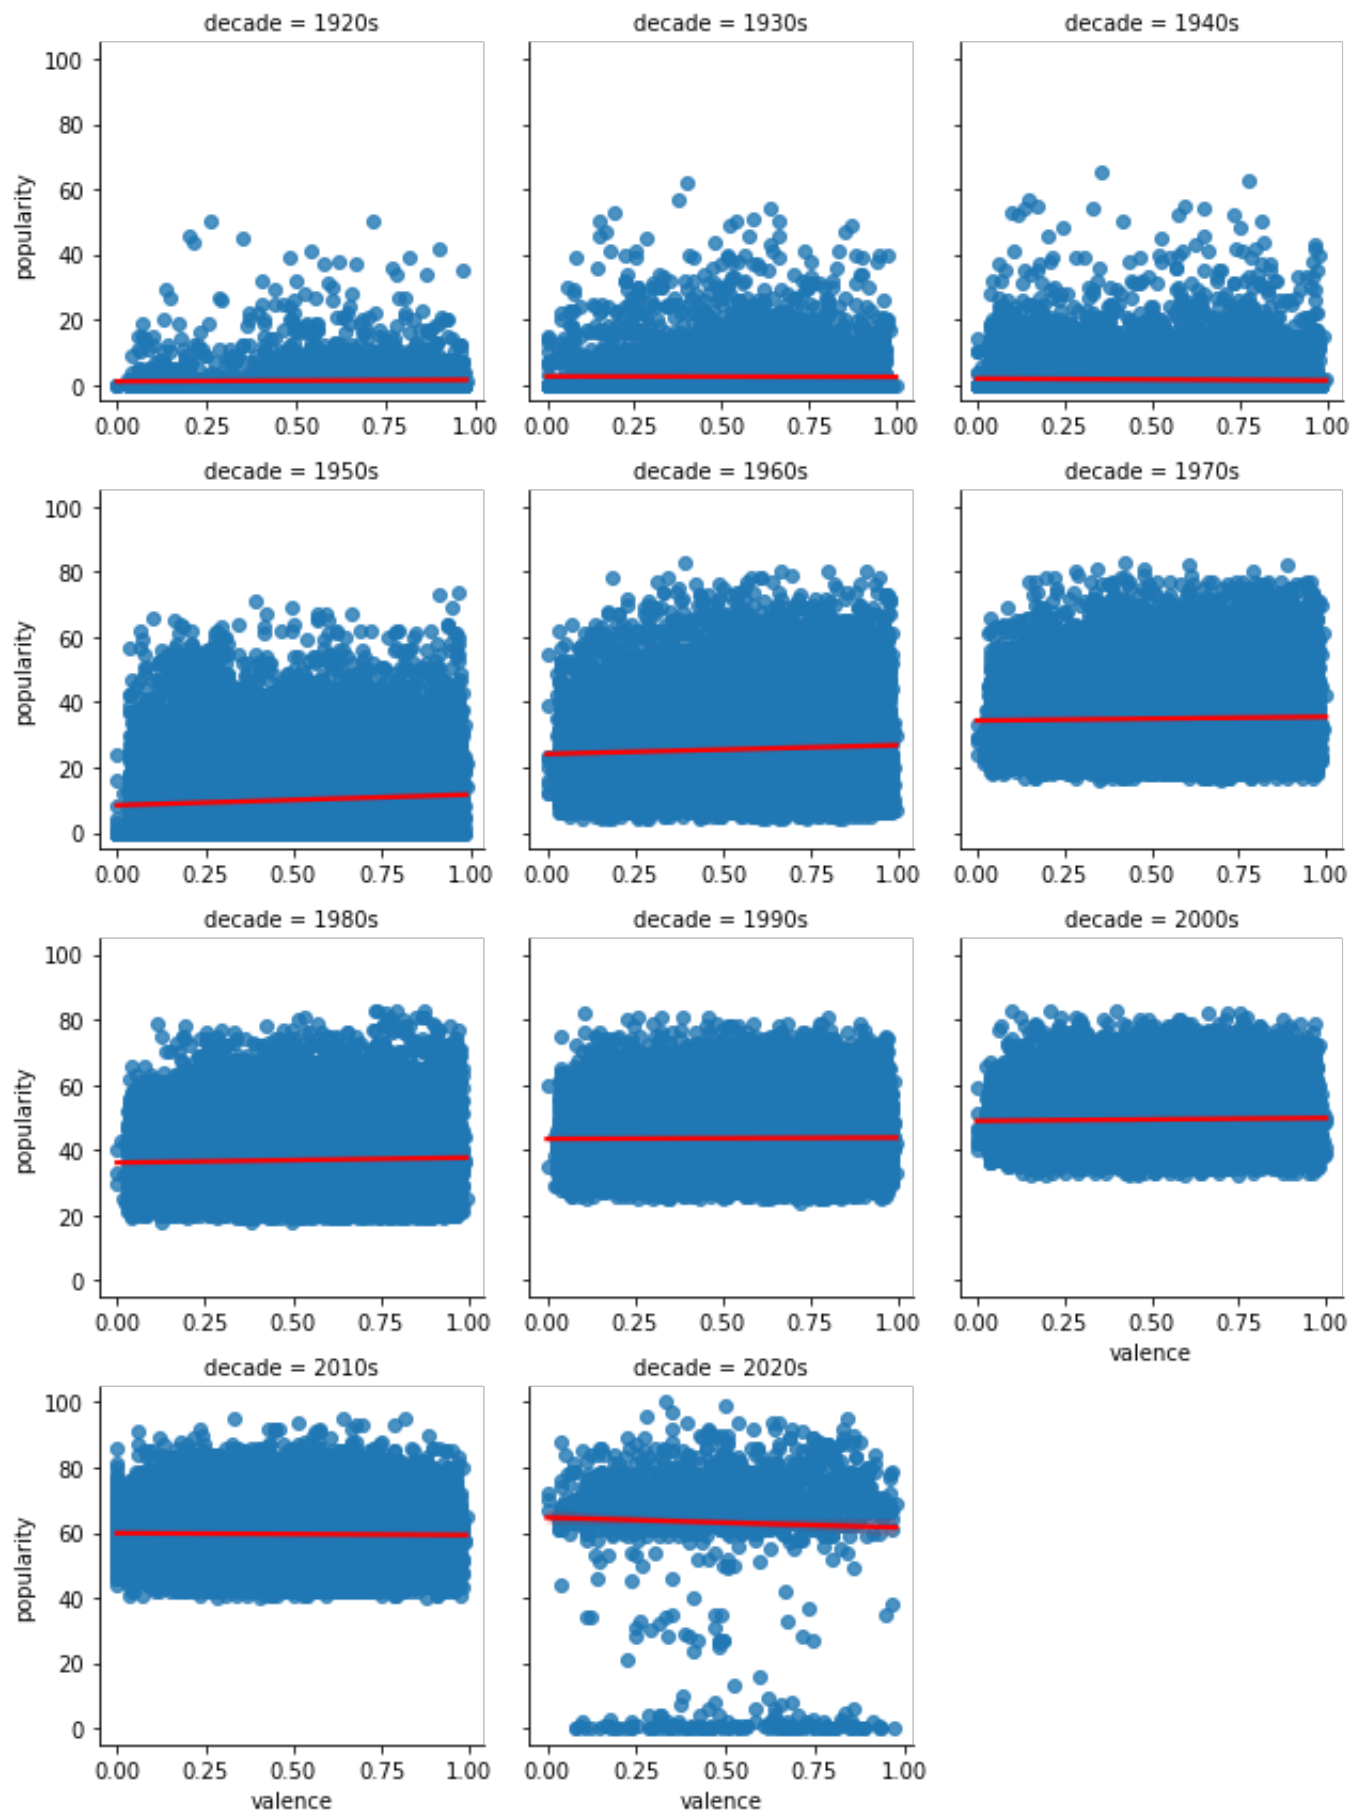 decade = 1920s
decade = 1930s
decade = 1940s
100
80
60
40
20
0
popularity
0.00 0.25 0.50 0.75 1.00
0.00 0.25 0.50 0.75 1.00
0.00 0.25 0.50 0.75 1.00
decade = 1950s
decade = 1960s
decade = 1970s
100
80
60
40
20
0
popularity
0.00 0.25 0.50 0.75 1.00
0.00 0.25 0.50 0.75 1.00
0.00 0.25 0.50 0.75 1.00
decade = 1980s
decade = 1990s
decade = 2000s
100
80
60
40
20
0
popularity
0.00 0.25 0.50 0.75 1.00
0.00 0.25 0.50 0.75 1.00
0.00 0.25 0.50 0.75 1.00
valence
decade = 2010s
decade = 2020s
100
80
60
40
20
0
popularity
0.00 0.25 0.50 0.75 1.00
0.00 0.25 0.50 0.75 1.00
valence
valence